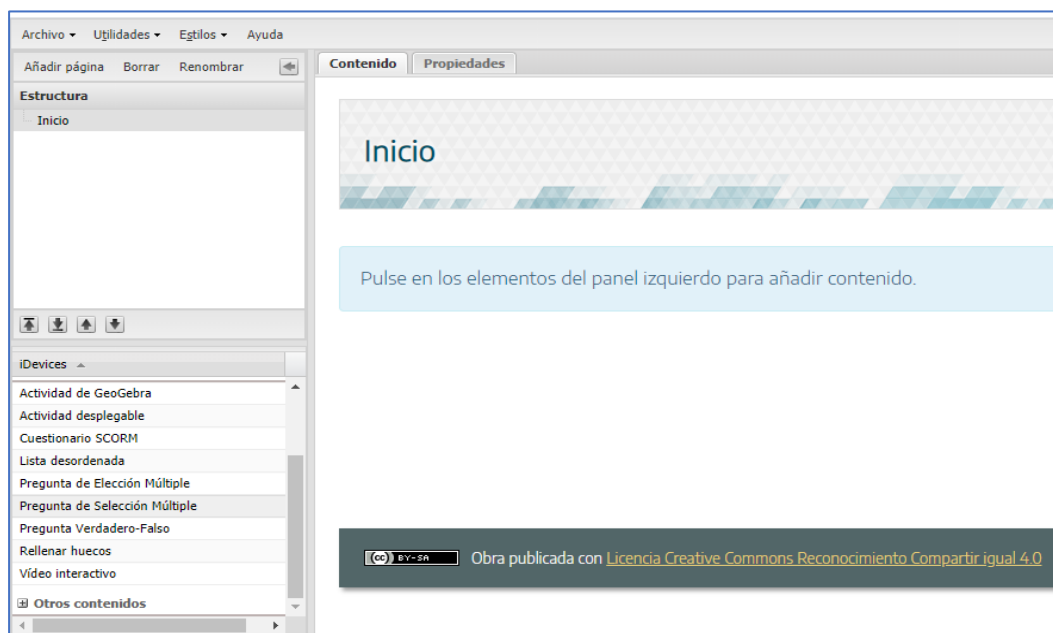 Archivo Utilidades Estilos Ayuda
Añadir página Borrar Renombrar
Estructura
Inicio
iDevices
Actividad de GeoGebra
Actividad desplegable
Cuestionario SCORM
Lista desordenada
Pregunta de Elección Múltiple
Pregunta de Selección Múltiple
Pregunta Verdadero-Falso
Rellenar huecos
Vídeo interactivo
Otros contenidos
Contenido Propiedades
Inicio
Pulse en los elementos del panel izquierdo para añadir contenido.
(cc) BY-SA Obra publicada con Licencia Creative Commons Reconocimiento Compartir igual 4.0